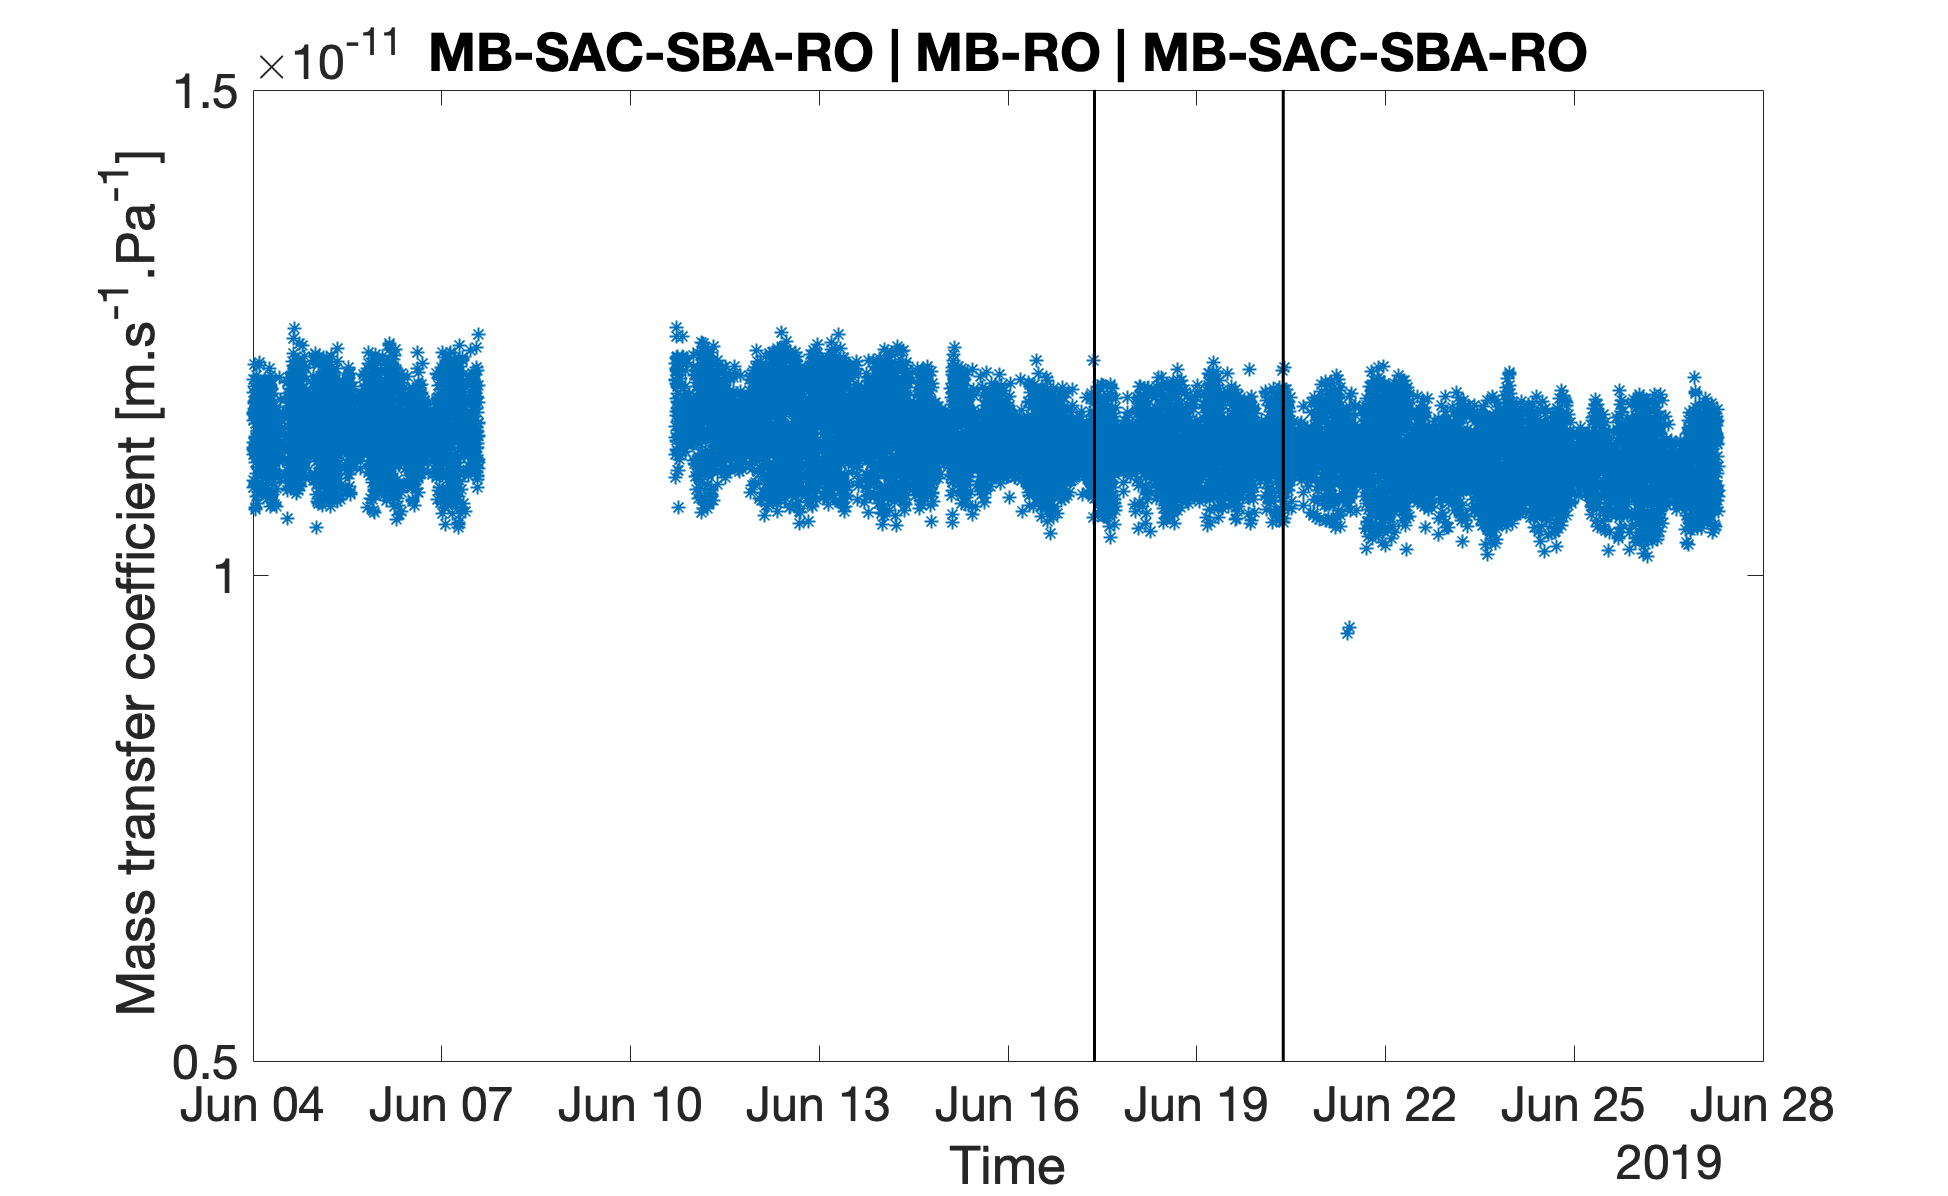 ×10⁻¹¹ MB-SAC-SBA-RO | MB-RO | MB-SAC-SBA-RO
1.5
1
0.5
Mass transfer coefficient [m.s⁻¹.Pa⁻¹]
Jun 04 Jun 07 Jun 10 Jun 13 Jun 16 Jun 19 Jun 22 Jun 25 Jun 28
Time
2019